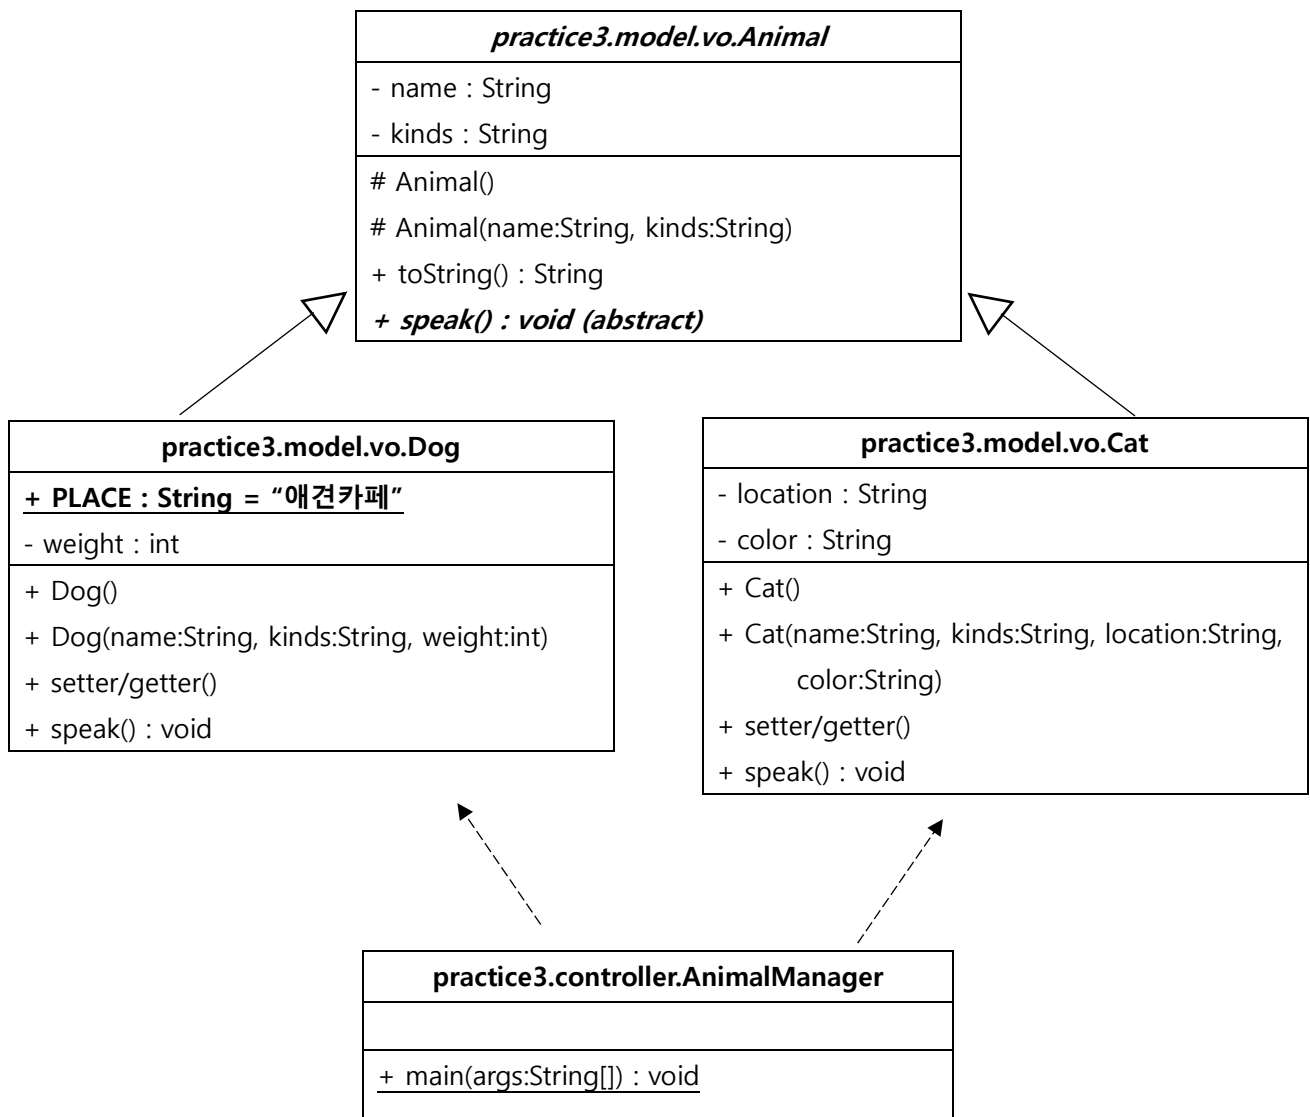 practice3.model.vo.Animal
- name : String
- kinds : String
# Animal()
# Animal(name:String, kinds:String)
+ toString() : String
+ speak() : void (abstract)
practice3.model.vo.Dog
+ PLACE : String = “애견카페”
- weight : int
+ Dog()
+ Dog(name:String, kinds:String, weight:int)
+ setter/getter()
+ speak() : void
practice3.model.vo.Cat
- location : String
- color : String
+ Cat()
+ Cat(name:String, kinds:String, location:String,
color:String)
+ setter/getter()
+ speak() : void
practice3.controller.AnimalManager
+ main(args:String[]) : void